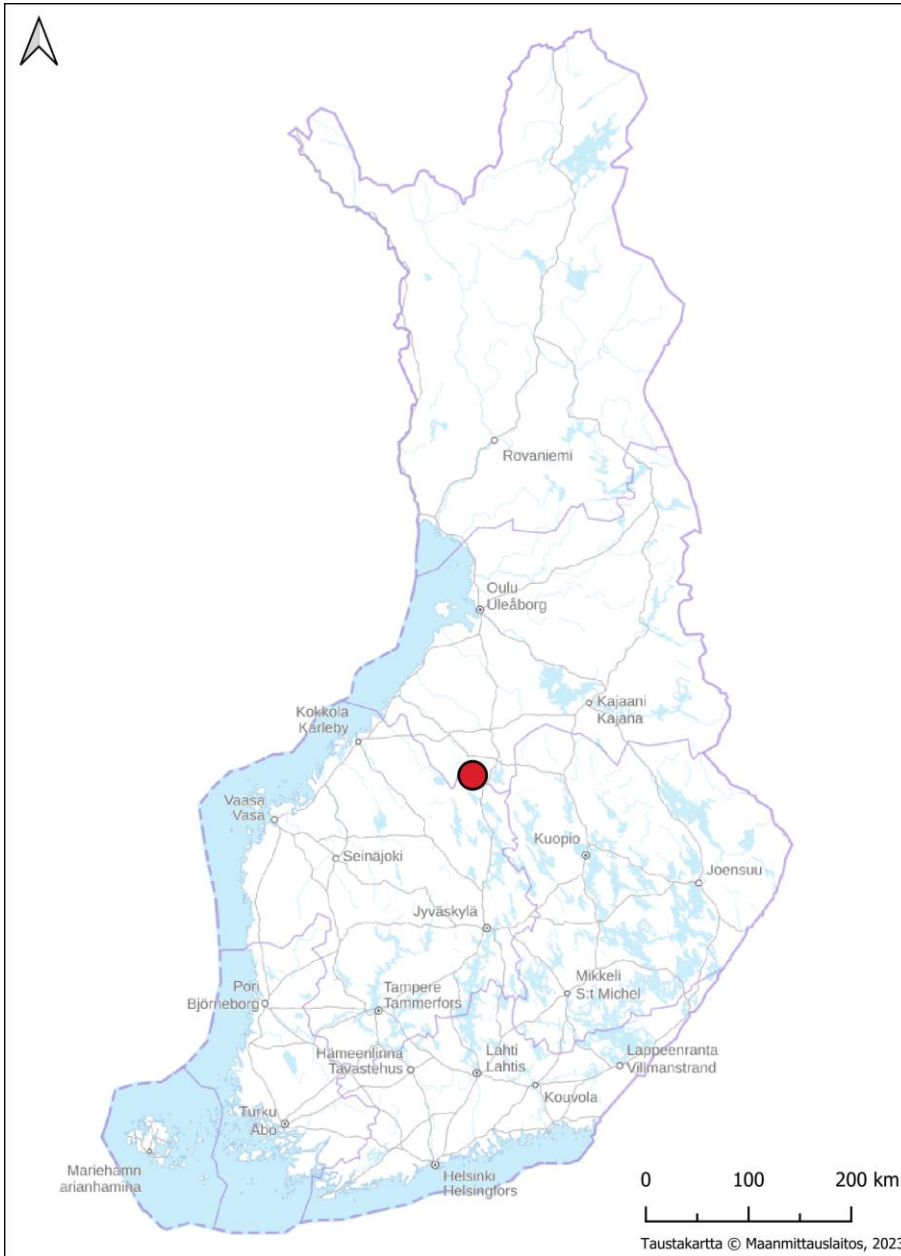 Rovaniemi
Oulu
Uleåborg
Kajaani
Kajana
Kokkola
Karleby
Vaasa
Vasa
Seinäjoki
Kuopio
Joensuu
Jyväskylä
Mikkeli
S:t Michel
Pori
Björneborg
Tampere
Tammerfors
Hämeenlinna
Tavastehus
Lahti
Lahtis
Lappeenranta
Villmanstrand
Kouvola
Turku
Åbo
Mariehamn
arianhamina
Helsinki
Helsingfors
0 100 200 km
Taustakartta © Maanmittauslaitos, 2023